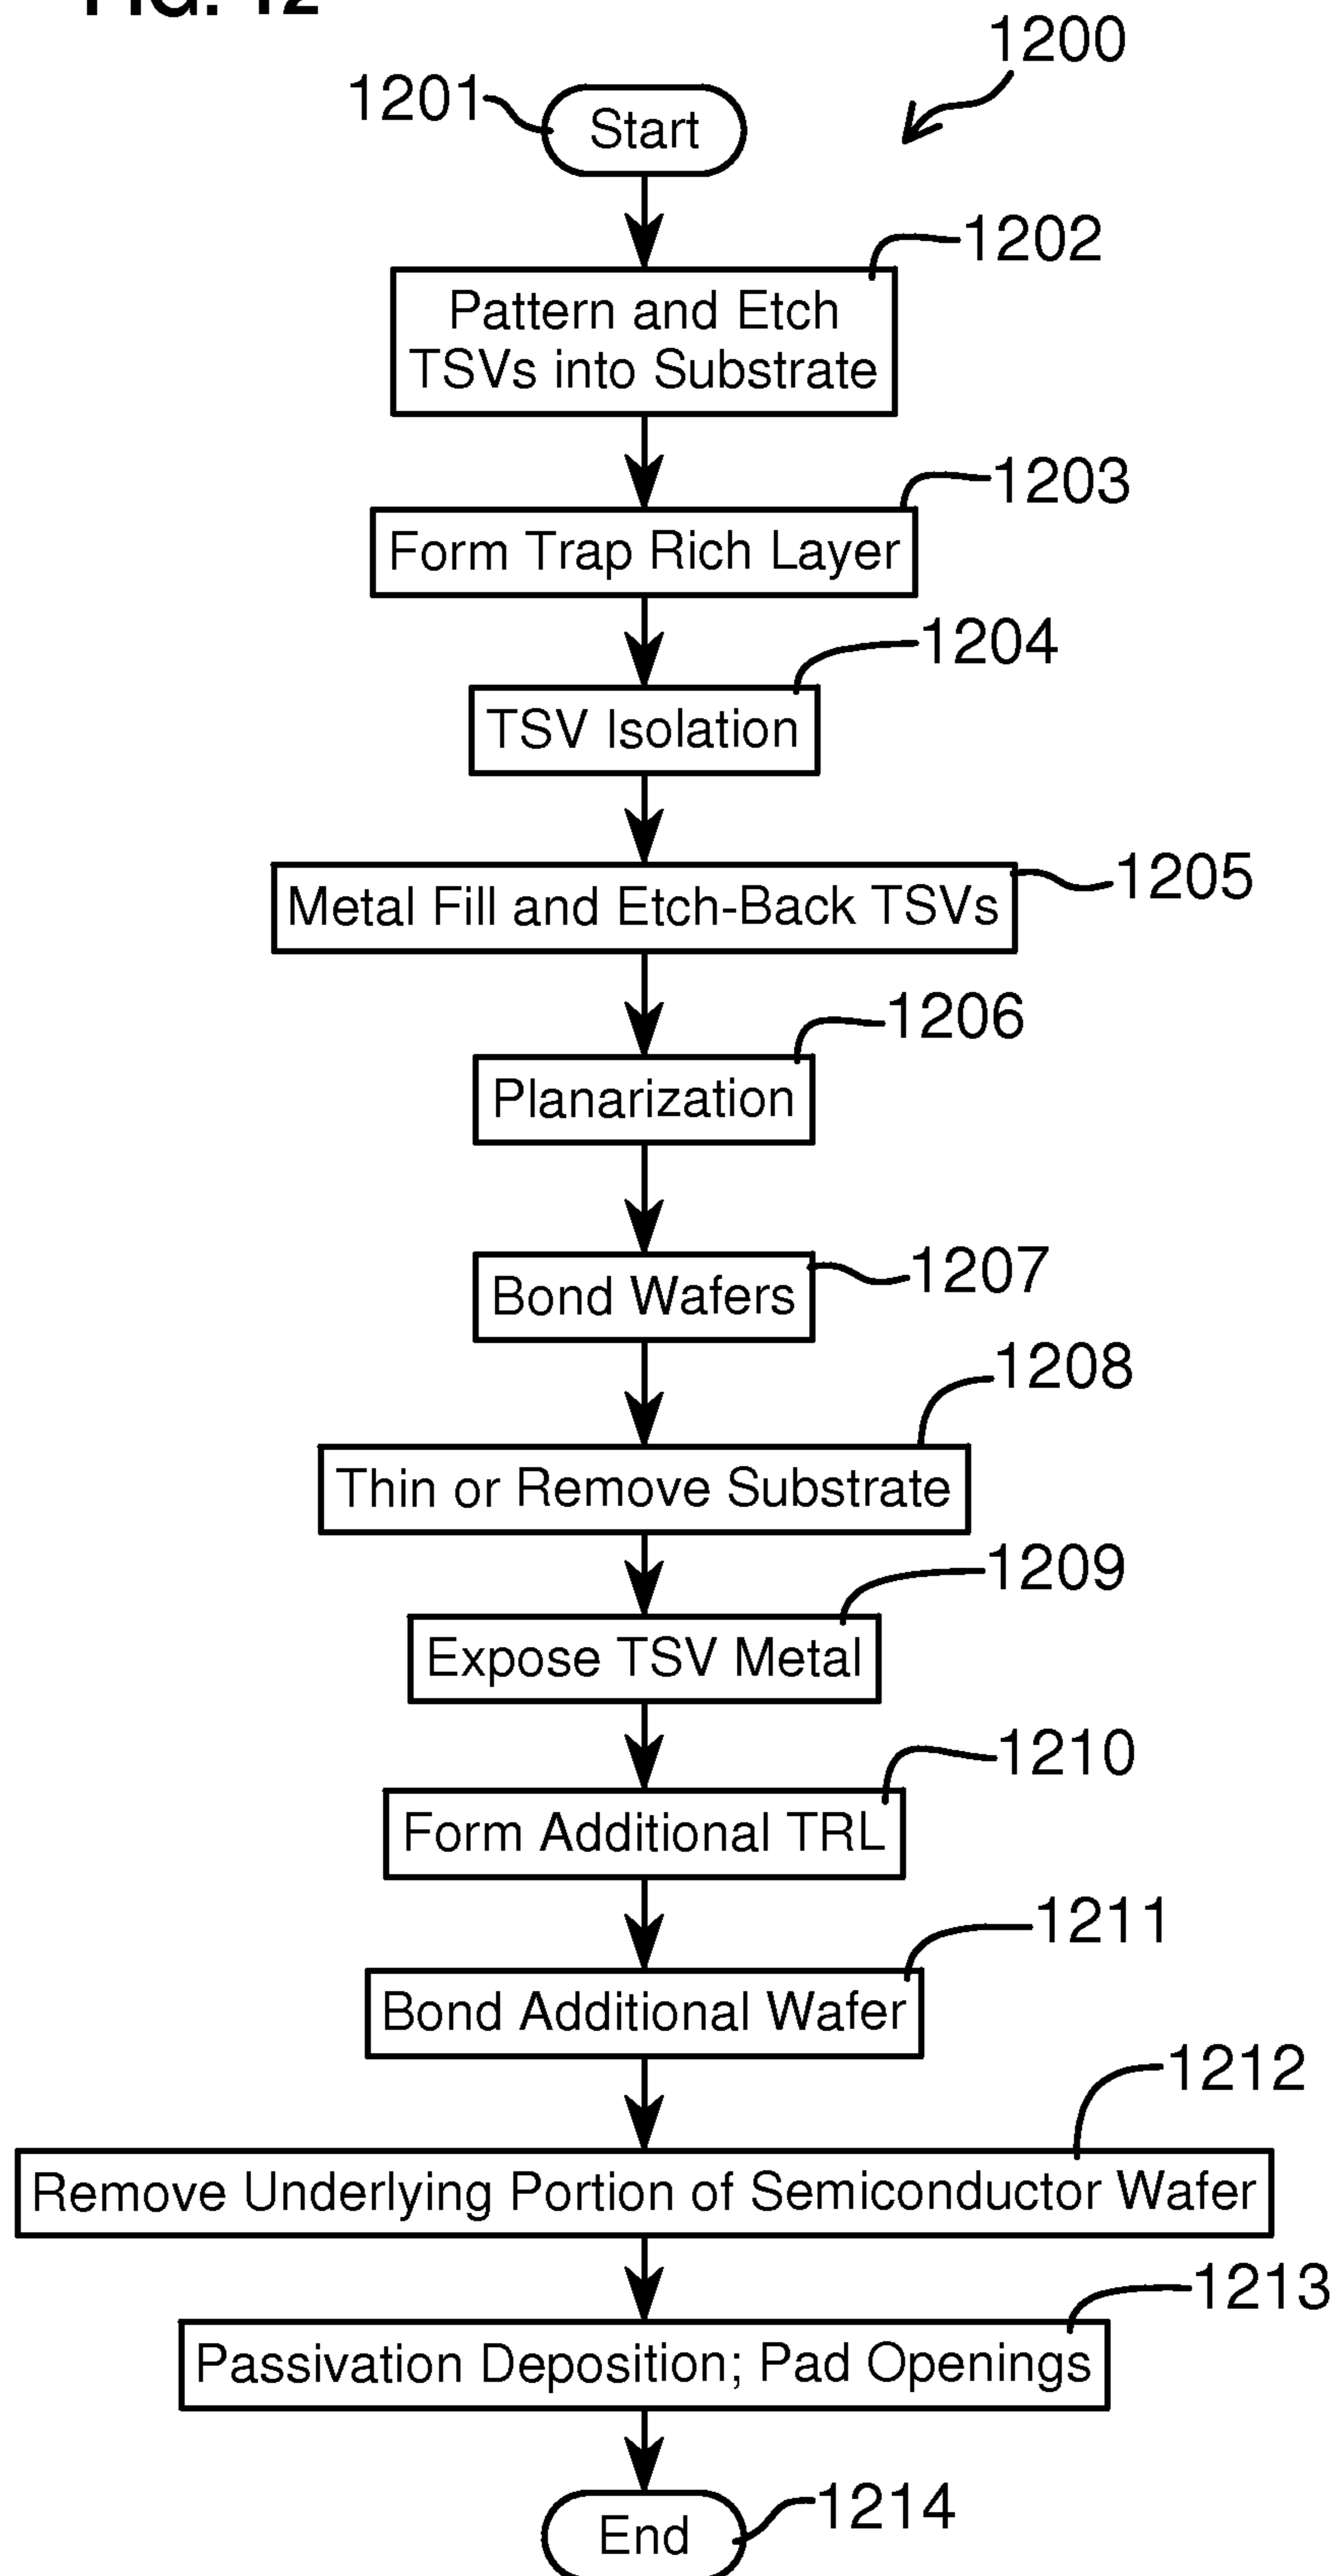 FIG. 12
1200
1201
Start
1202
Pattern and Etch
TSVs into Substrate
1203
Form Trap Rich Layer
1204
TSV Isolation
1205
Metal Fill and Etch-Back TSVs
1206
Planarization
1207
Bond Wafers
1208
Thin or Remove Substrate
1209
Expose TSV Metal
1210
Form Additional TRL
1211
Bond Additional Wafer
1212
Remove Underlying Portion of Semiconductor Wafer
1213
Passivation Deposition; Pad Openings
1214
End